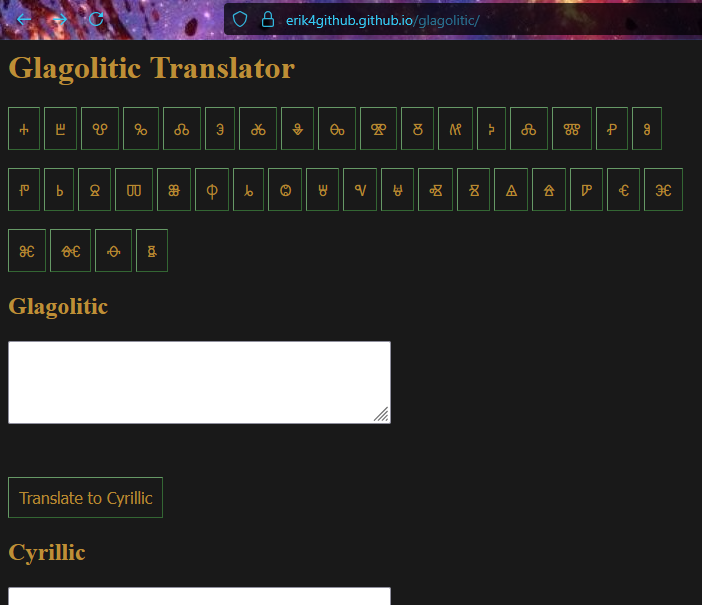 erik4github.github.io/glagolitic/
Glagolitic Translator
ⰰ ⰱ ⰲ ⰳ ⰴ ⰵ ⰶ ⰷ ⰸ ⰺ ⰻ ⰼ ⰽ ⰾ ⰿ ⱀ ⱁ
ⱂ ⱃ ⱄ ⱅ ⱆ ⱇ ⱈ ⱉ ⱋ ⱌ ⱍ ⱏ ⱐ ⱑ ⱓ ⱔ ⱗ
ⱘ ⱙ ⱚ ⱛ
Glagolitic
Translate to Cyrillic
Cyrillic